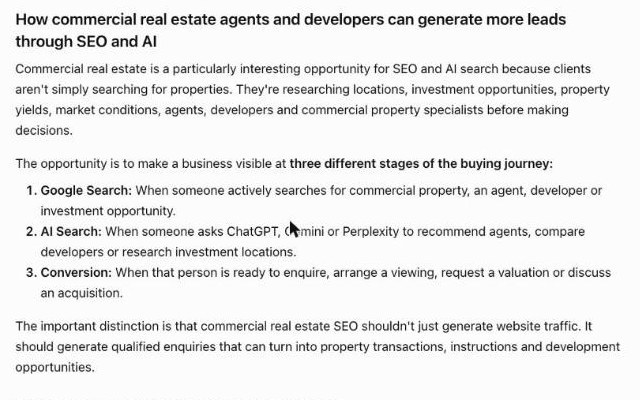 How commercial real estate agents and developers can generate more leads
through SEO and AI
Commercial real estate is a particularly interesting opportunity for SEO and AI search because clients
aren't simply searching for properties. They're researching locations, investment opportunities, property
yields, market conditions, agents, developers and commercial property specialists before making
decisions.
The opportunity is to make a business visible at three different stages of the buying journey:
1. Google Search: When someone actively searches for commercial property, an agent, developer or
investment opportunity.
2. AI Search: When someone asks ChatGPT, Gemini or Perplexity to recommend agents, compare
developers or research investment locations.
3. Conversion: When that person is ready to enquire, arrange a viewing, request a valuation or discuss
an acquisition.
The important distinction is that commercial real estate SEO shouldn't just generate website traffic. It
should generate qualified enquiries that can turn into property transactions, instructions and development
opportunities.